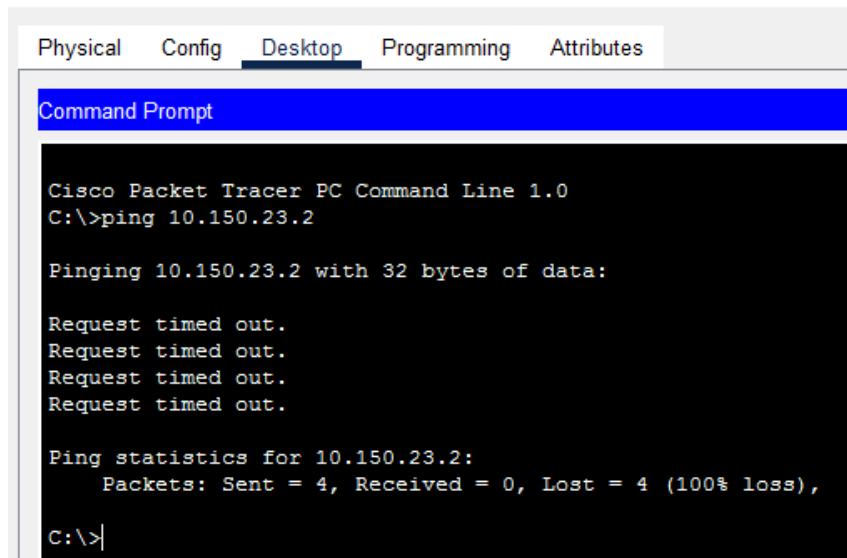 Physical Config Desktop Programming Attributes
Command Prompt
Cisco Packet Tracer PC Command Line 1.0
C:\>ping 10.150.23.2
Pinging 10.150.23.2 with 32 bytes of data:
Request timed out.
Request timed out.
Request timed out.
Request timed out.
Ping statistics for 10.150.23.2:
Packets: Sent = 4, Received = 0, Lost = 4 (100% loss),
C:\>